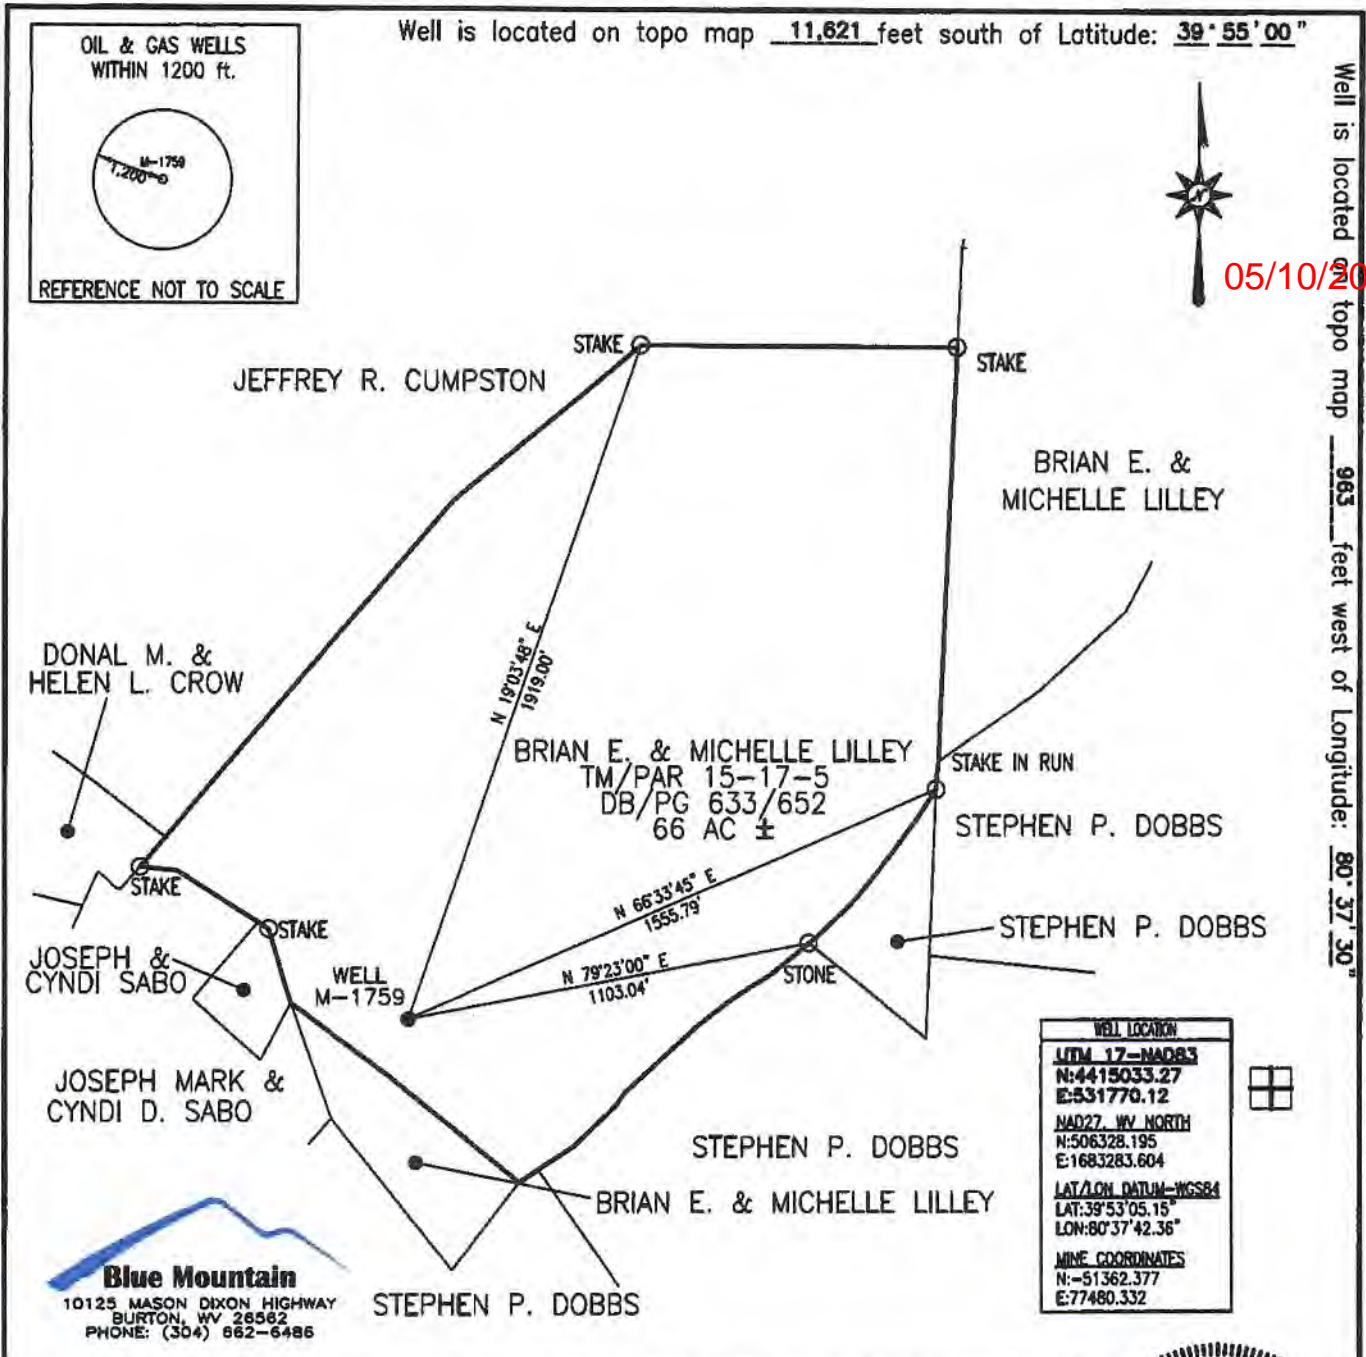 Well is located on topo map 11,621 feet south of Latitude: 39°55'00"
Well is located on topo map 963 feet west of Longitude: 80°37'30"
OIL & GAS WELLS
WITHIN 1200 ft.
M-1759
1,200'
REFERENCE NOT TO SCALE
N
05/10/20
STAKE
STAKE
JEFFREY R. CUMPSTON
BRIAN E. &
MICHELLE LILLEY
DONAL M. &
HELEN L. CROW
N 19°03'48" E
1919.00'
BRIAN E. & MICHELLE LILLEY
TM/PAR 15-17-5
DB/PG 633/652
66 AC ±
STAKE IN RUN
STEPHEN P. DOBBS
STAKE
N 66°33'45" E
1555.79'
STAKE
STEPHEN P. DOBBS
JOSEPH &
CYNDI SABO
WELL
M-1759
N 79°23'00" E
1103.04'
STONE
JOSEPH MARK &
CYNDI D. SABO
STEPHEN P. DOBBS
BRIAN E. & MICHELLE LILLEY
STEPHEN P. DOBBS
WELL LOCATION
UTM 17-NAD83
N:4415033.27
E:531770.12
NAD27, WV NORTH
N:506328.195
E:1683283.604
LAT/LON DATUM-WGS84
LAT:39°53'05.15"
LON:80°37'42.36"
MINE COORDINATES
N:-51362.377
E:77480.332
Blue Mountain
10125 MASON DIXON HIGHWAY
BURTON, WV 26562
PHONE: (304) 662-6486